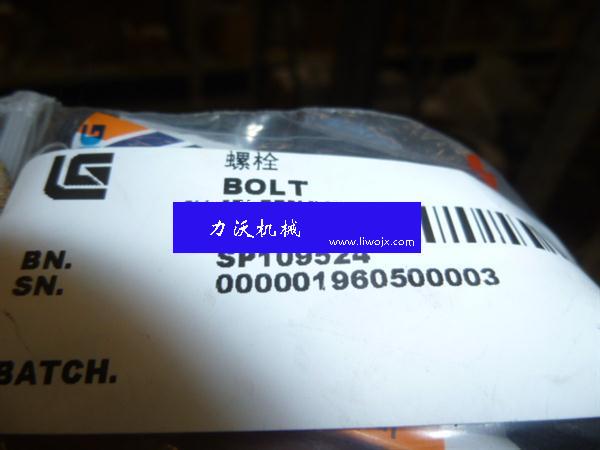 螺栓
BOLT
力沃机械
www.liwojx.com
BN. SP109524
SN. 000001960500003
BATCH.